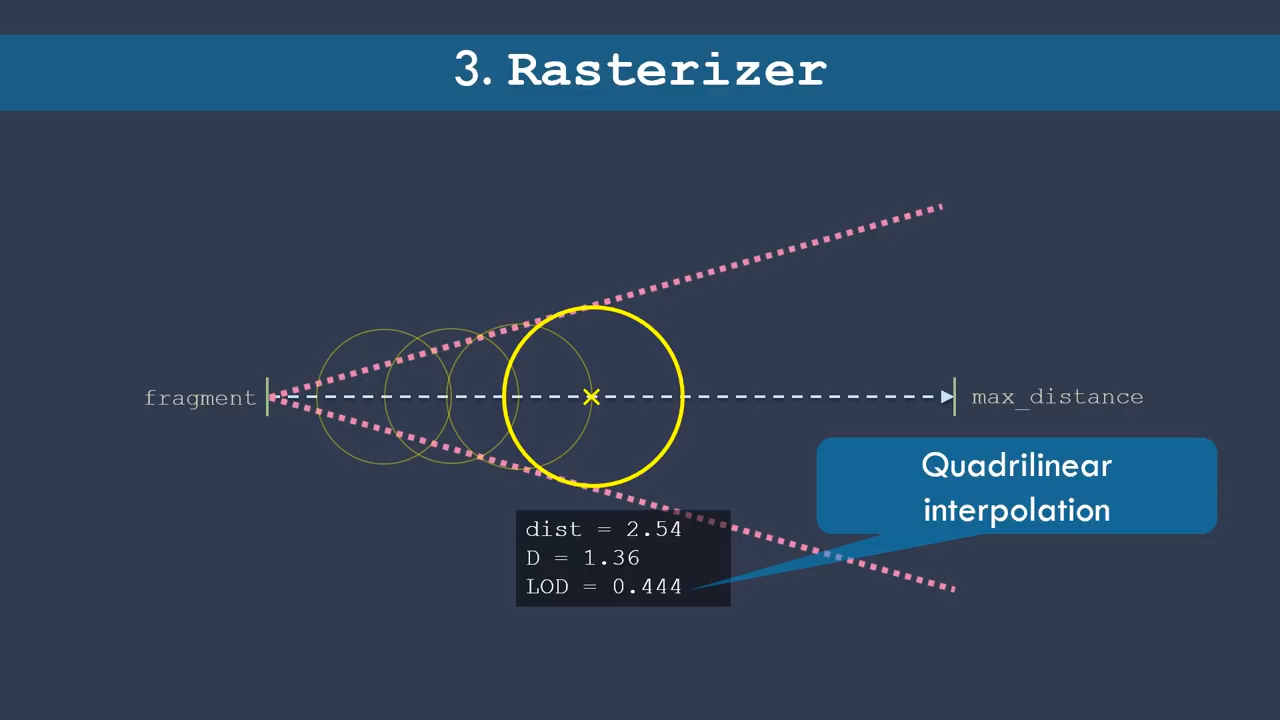 3. Rasterizer
fragment
max_distance
Quadrilinear
interpolation
dist = 2.54
D = 1.36
LOD = 0.444